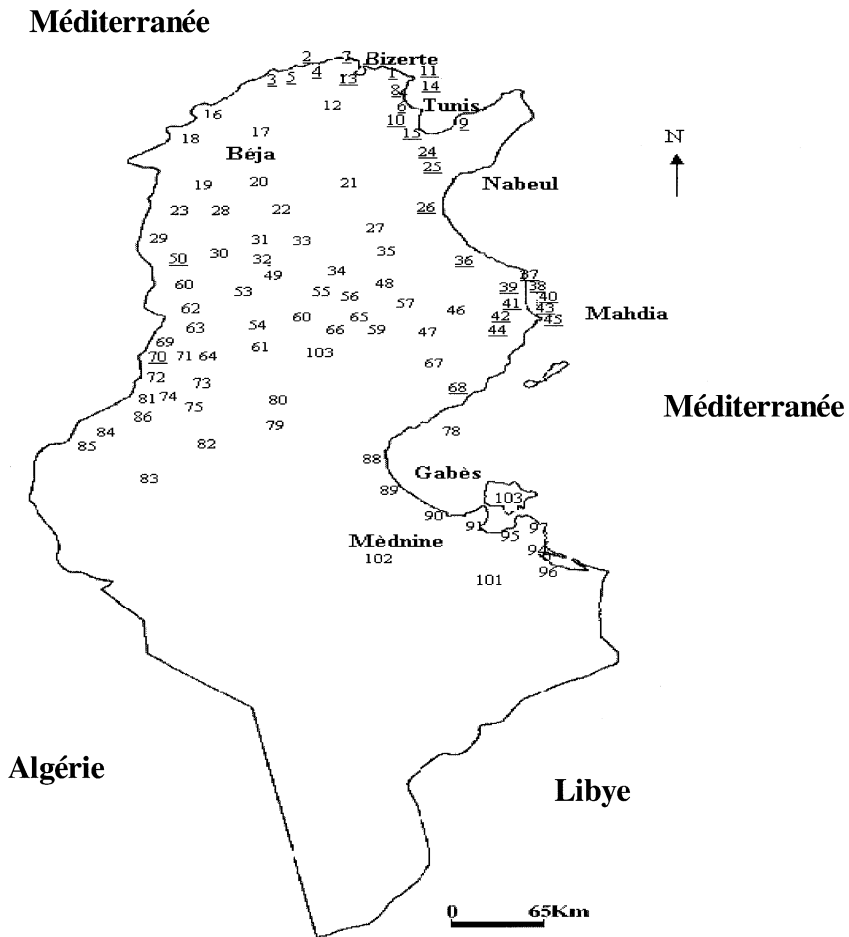 Méditerranée
2 7 Bizerte
3 5 4 13 1 11
8 14
12 6 Tunis
16 10 9
18 17 15
Béja 24
25
19 20 21 Nabeul
23 28 22 26
27
29 31 33
50 30 32 35 36
49 34 37
60 53 55 56 48 39 38
40
62 57 41 43
63 54 60 65 46 42 45 Mahdia
66 59 47 44
69 61 103
70 71 64 67
72 73 68
81 74 80
86 75 Méditerranée
84 79 78
85 82
88 Gabès
83 89 103
90
91 95 97
Mèdnine 94
102 96
101
N
Algérie
Libye
0 65Km